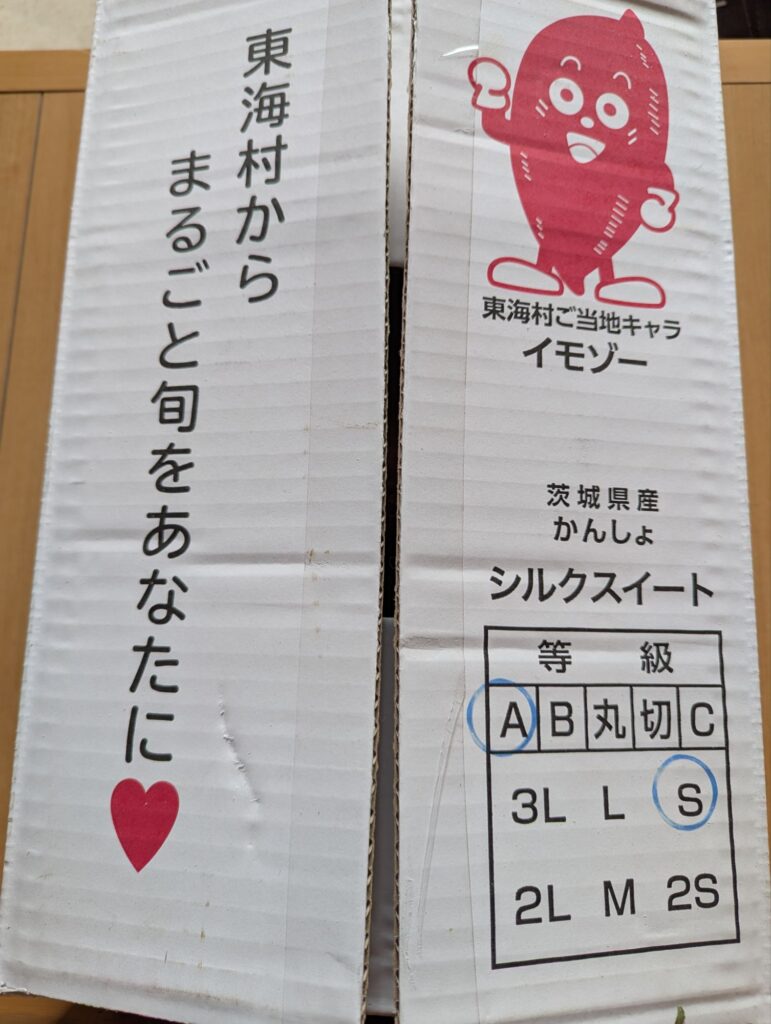 東海村から
まるごと旬をあなたに♥
東海村ご当地キャラ
イモゾー
茨城県産
かんしょ
シルクスイート
等 級
A B 丸 切 C
3L L S
2L M 2S